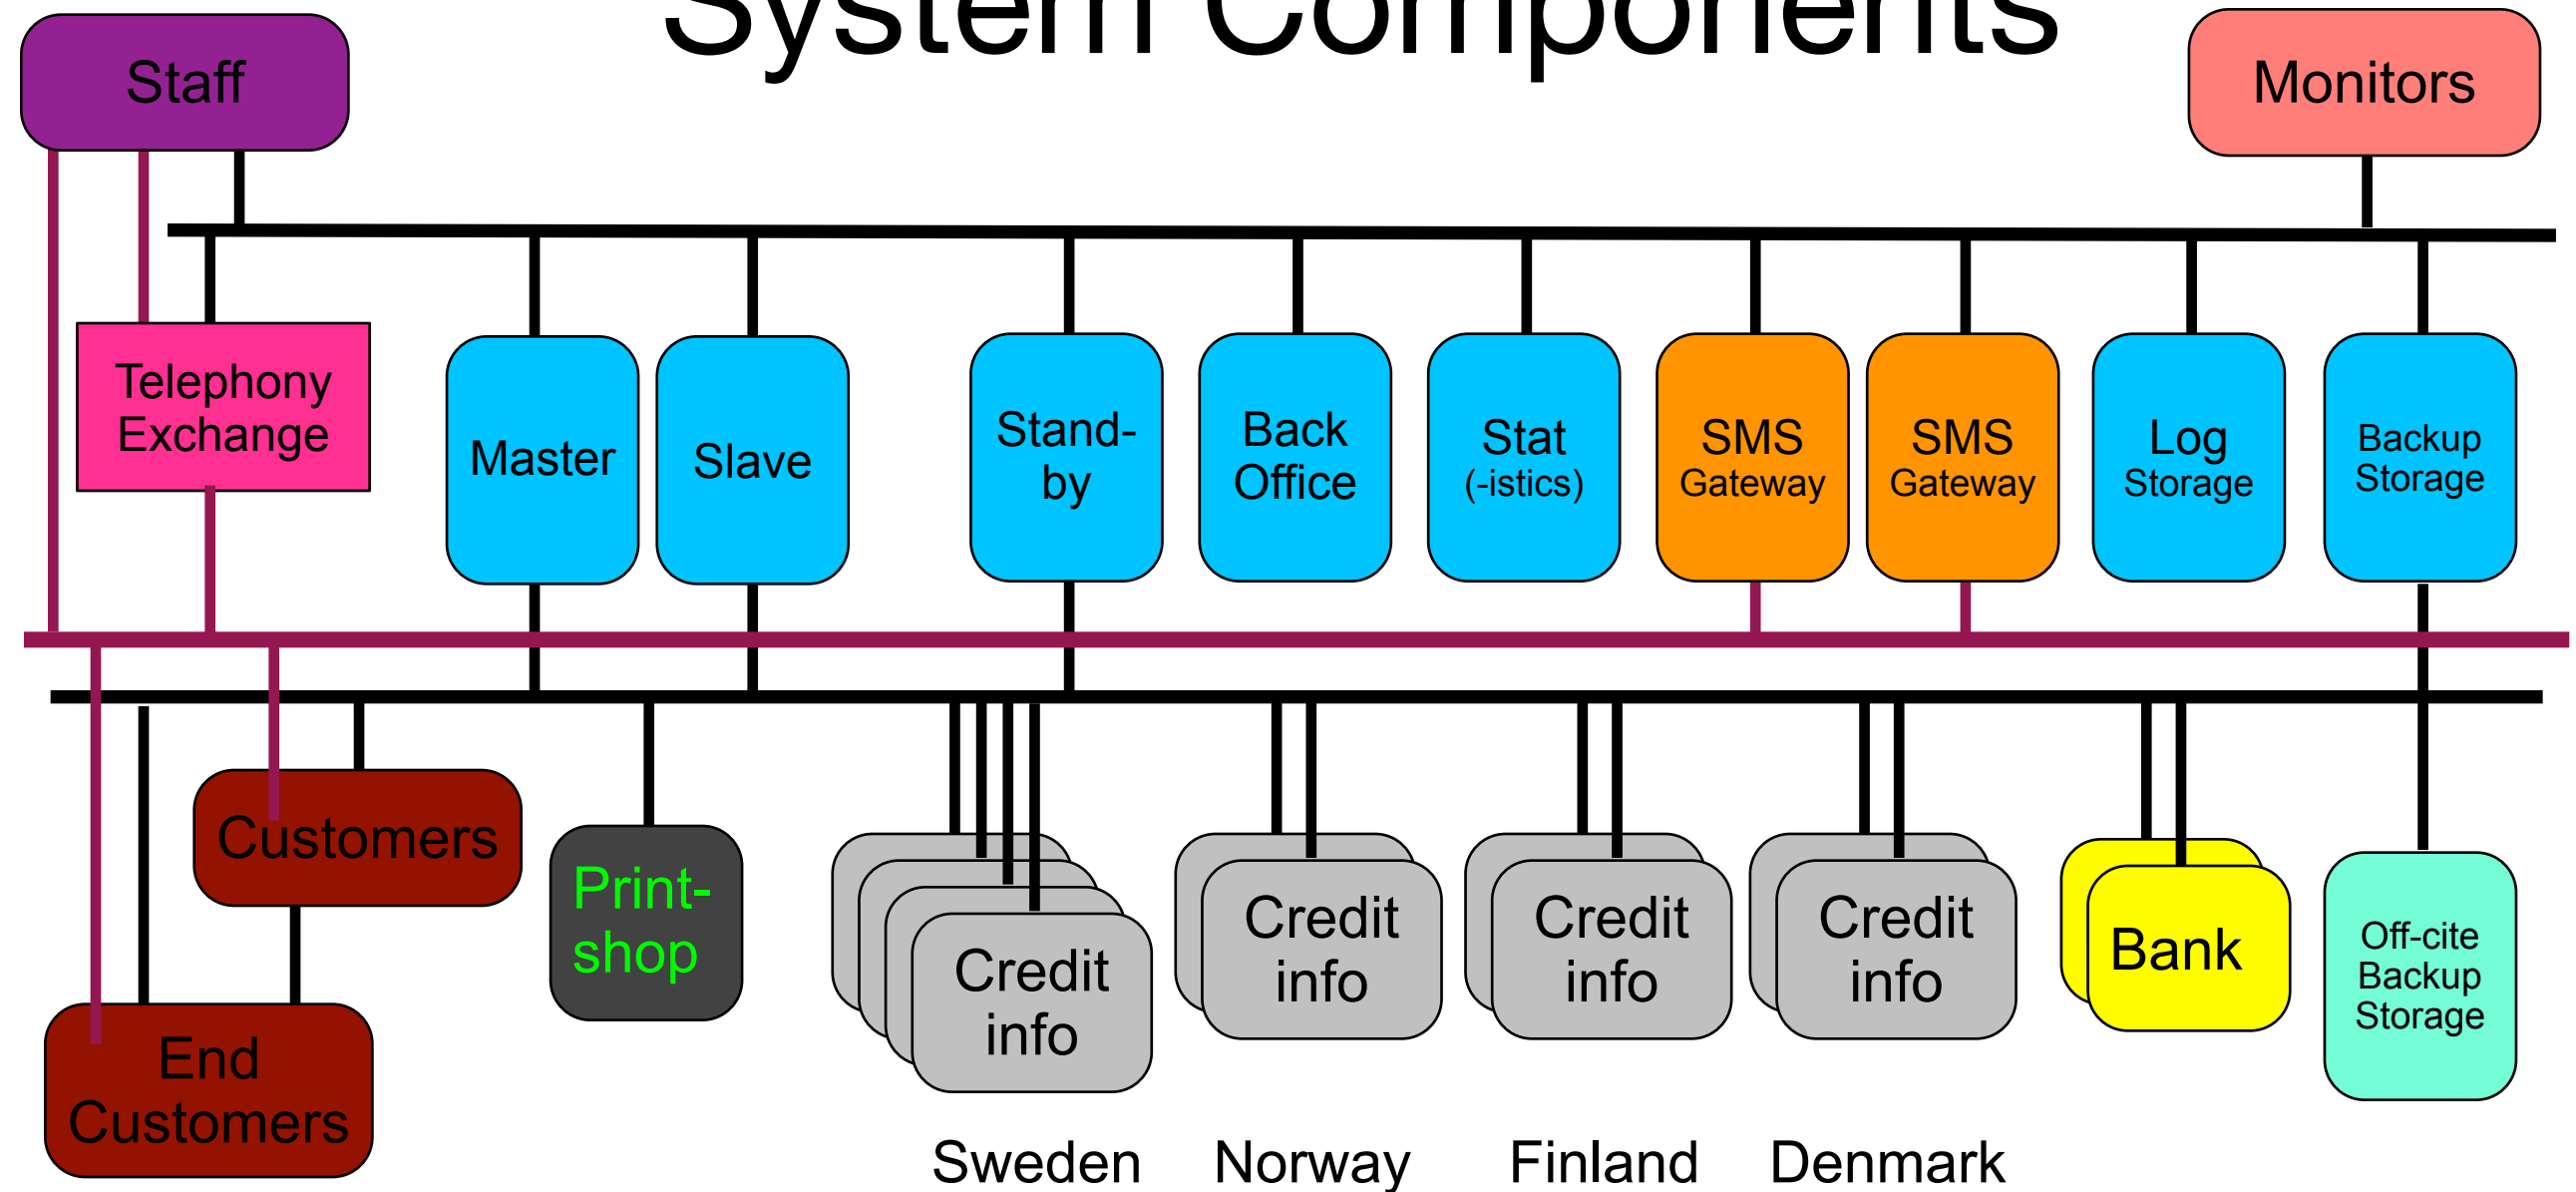 System Components
Staff
Monitors
Telephony
Exchange
Master
Slave
Stand-
by
Back
Office
Stat
(-istics)
SMS
Gateway
SMS
Gateway
Log
Storage
Backup
Storage
Customers
End
Customers
Print-
shop
Credit
info
Credit
info
Credit
info
Credit
info
Bank
Off-cite
Backup
Storage
Sweden
Norway
Finland
Denmark